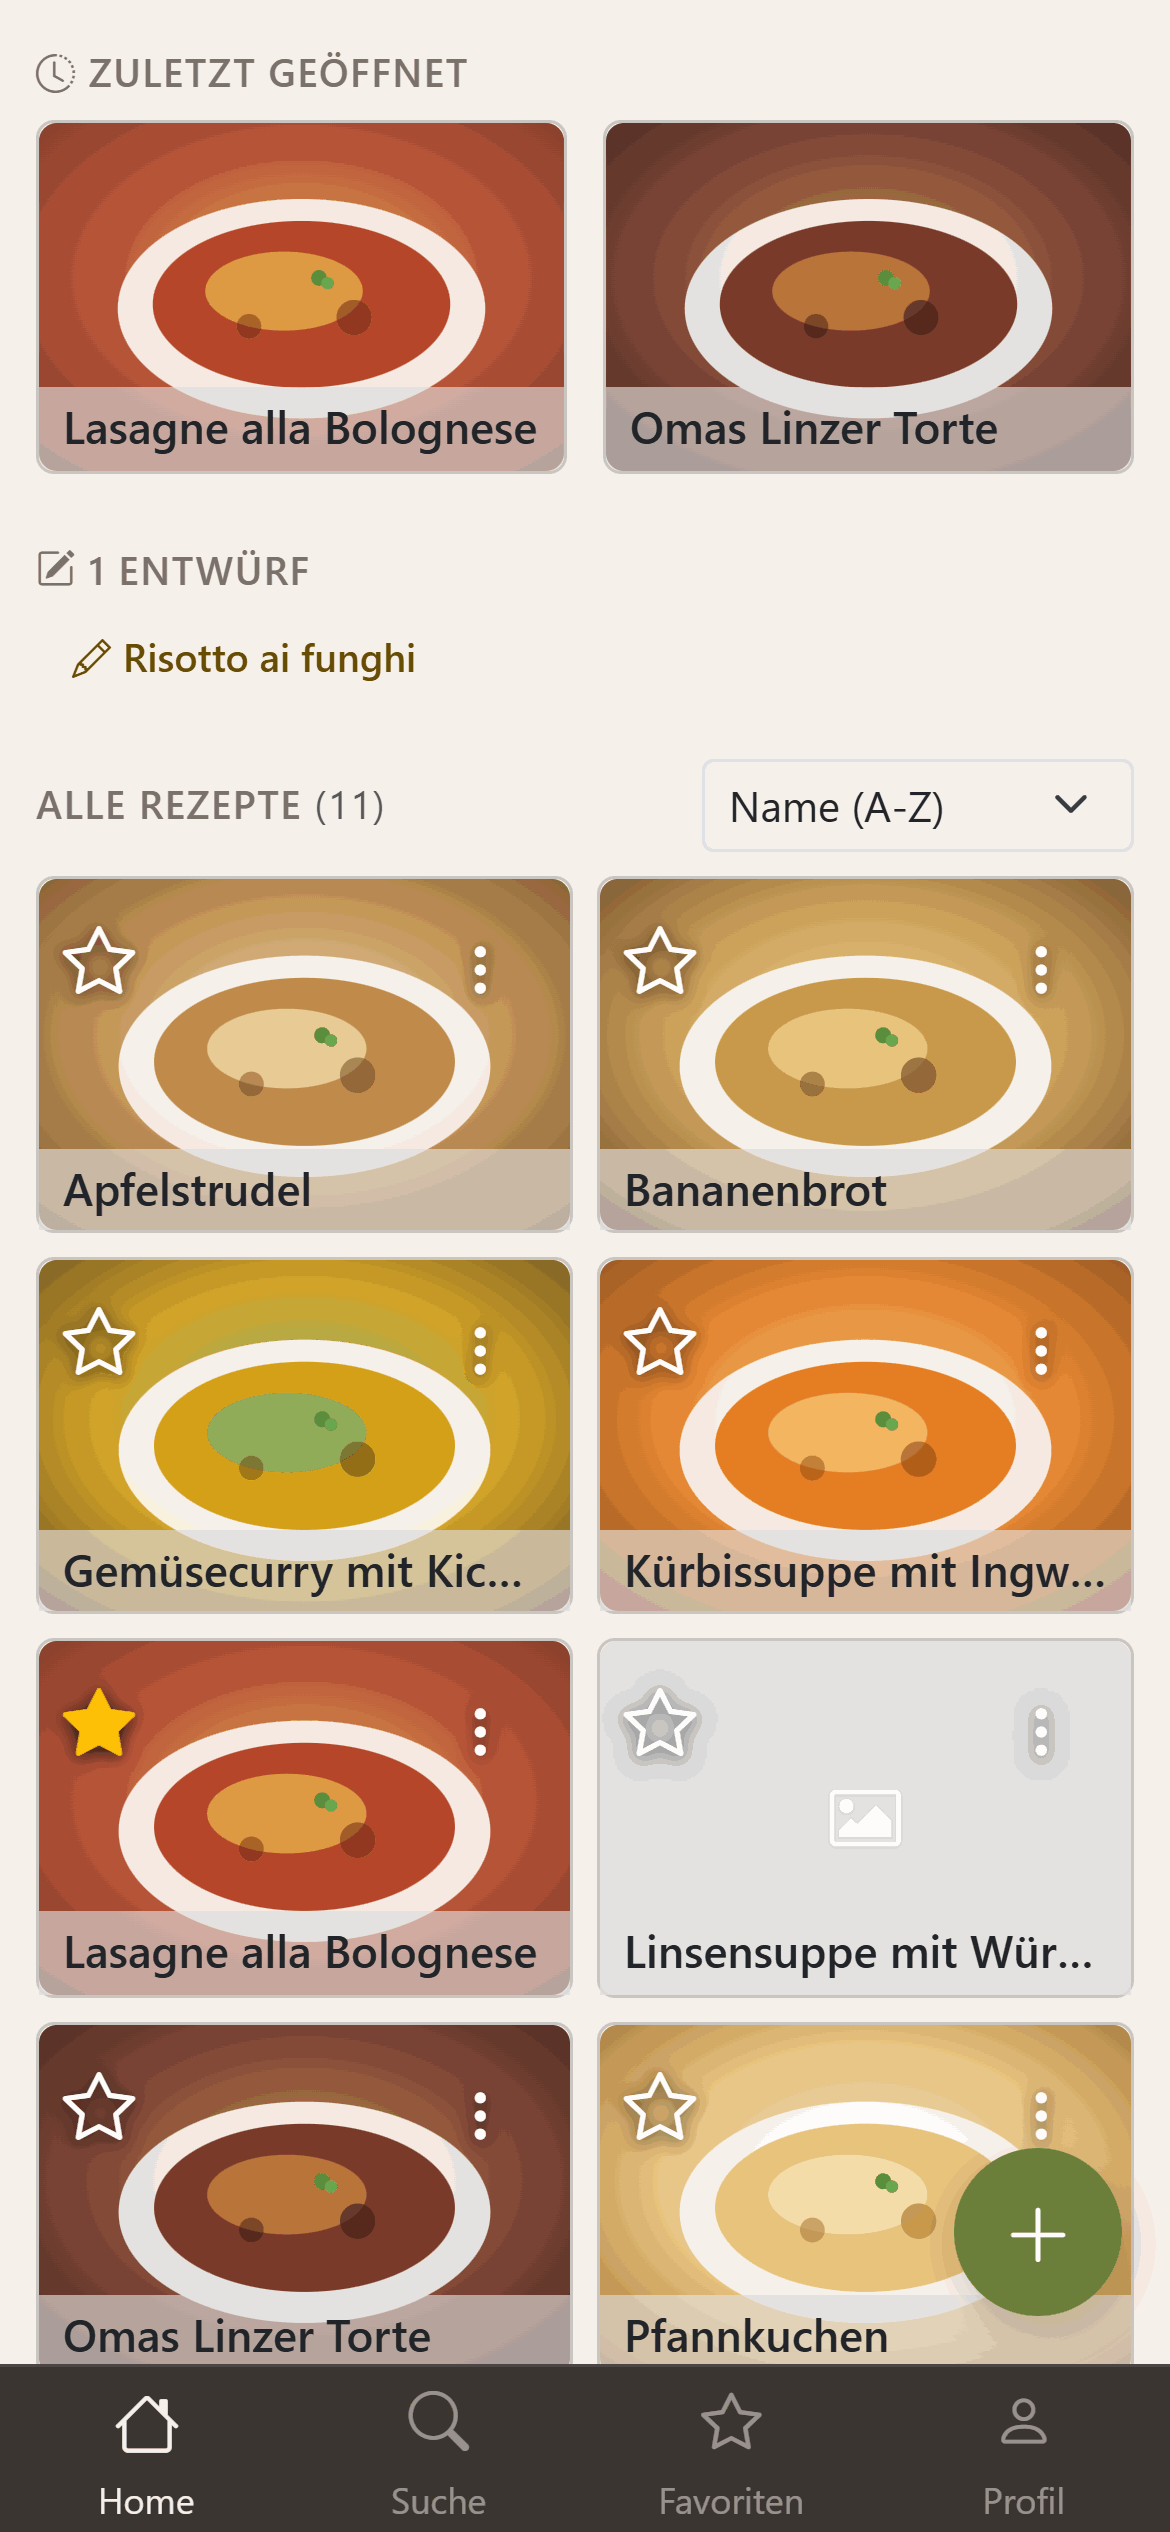 ZULETZT GEÖFFNET
Lasagne alla Bolognese
Omas Linzer Torte
1 ENTWÜRF
Risotto ai funghi
ALLE REZEPTE (11)
Name (A-Z)
Apfelstrudel
Bananenbrot
Gemüsecurry mit Kic...
Kürbissuppe mit Ingw...
Lasagne alla Bolognese
Linsensuppe mit Wür...
Omas Linzer Torte
Pfannkuchen
Home
Suche
Favoriten
Profil